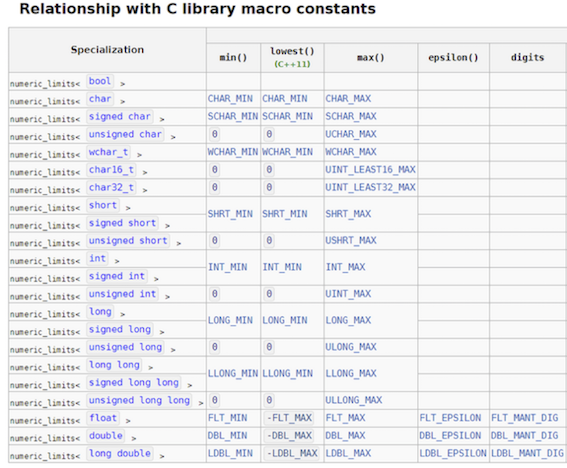 Relationship with C library macro constants
Specialization min() lowest() (C++11) max() epsilon() digits
numeric_limits< bool >
numeric_limits< char > CHAR_MIN CHAR_MIN CHAR_MAX
numeric_limits< signed char > SCHAR_MIN SCHAR_MIN SCHAR_MAX
numeric_limits< unsigned char > 0 0 UCHAR_MAX
numeric_limits< wchar_t > WCHAR_MIN WCHAR_MIN WCHAR_MAX
numeric_limits< char16_t > 0 0 UINT_LEAST16_MAX
numeric_limits< char32_t > 0 0 UINT_LEAST32_MAX
numeric_limits< short >
SHRT_MIN SHRT_MIN SHRT_MAX
numeric_limits< signed short >
numeric_limits< unsigned short > 0 0 USHRT_MAX
numeric_limits< int >
INT_MIN INT_MIN INT_MAX
numeric_limits< signed int >
numeric_limits< unsigned int > 0 0 UINT_MAX
numeric_limits< long >
LONG_MIN LONG_MIN LONG_MAX
numeric_limits< signed long >
numeric_limits< unsigned long > 0 0 ULONG_MAX
numeric_limits< long long >
LLONG_MIN LLONG_MIN LLONG_MAX
numeric_limits< signed long long >
numeric_limits< unsigned long long > 0 0 ULLONG_MAX
numeric_limits< float > FLT_MIN -FLT_MAX FLT_MAX FLT_EPSILON FLT_MANT_DIG
numeric_limits< double > DBL_MIN -DBL_MAX DBL_MAX DBL_EPSILON DBL_MANT_DIG
numeric_limits< long double > LDBL_MIN -LDBL_MAX LDBL_MAX LDBL_EPSILON LDBL_MANT_DIG